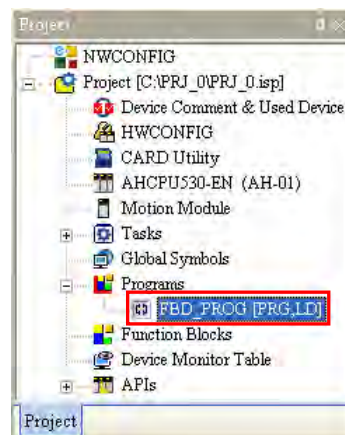 Project
NWCONFIG
Project [C:\PRJ_0\PRJ_0.isp]
Device Comment & Used Device
HWCONFIG
CARD Utility
AHCPU530-EN (AH-01)
Motion Module
Tasks
Global Symbols
Programs
FBD_PROG [PRG,LD]
Function Blocks
Device Monitor Table
APIs
Project